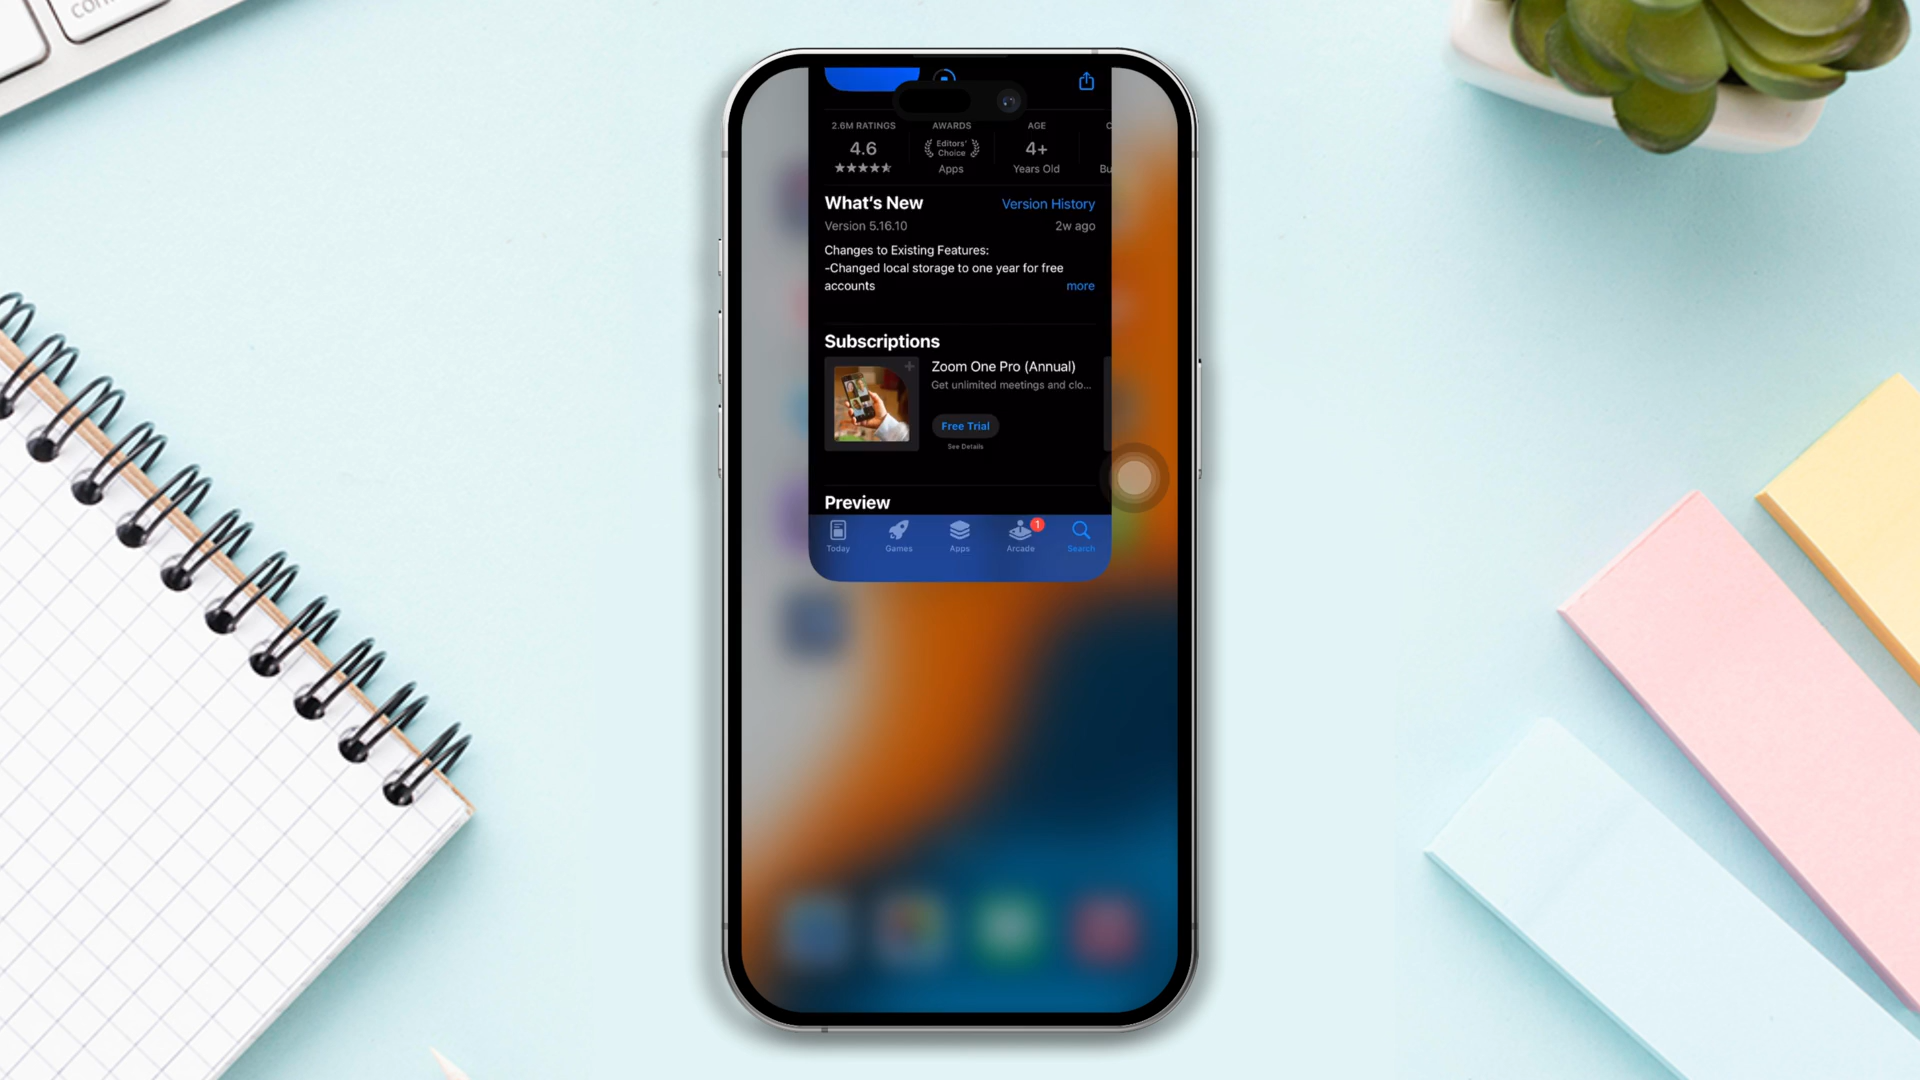 2.6M RATINGS
AWARDS
AGE
4.6
Editors'
Choice
4+
Apps
Years Old
Bu
What's New
Version History
Version 5.16.10
2w ago
Changes to Existing Features:
-Changed local storage to one year for free
accounts
more
Subscriptions
Zoom One Pro (Annual)
Get unlimited meetings and clo...
Free Trial
See Details
Preview
1
Today
Games
Apps
Arcade
Search